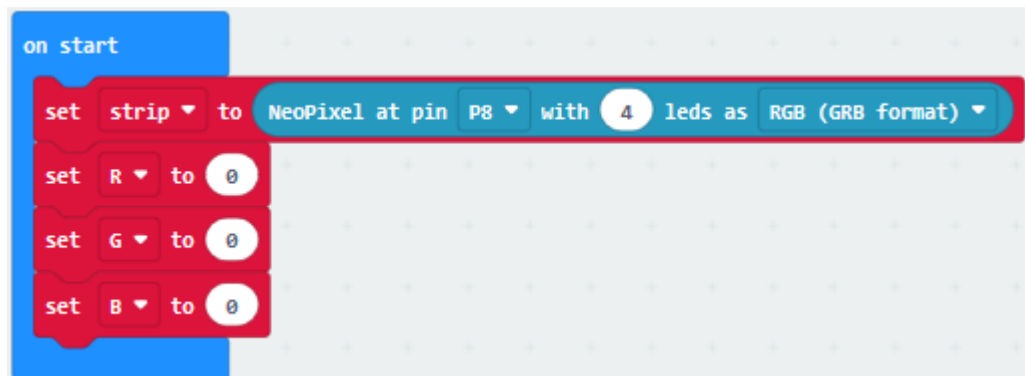 on start
set strip to NeoPixel at pin P8 with 4 leds as RGB (GRB format)
set R to 0
set G to 0
set B to 0